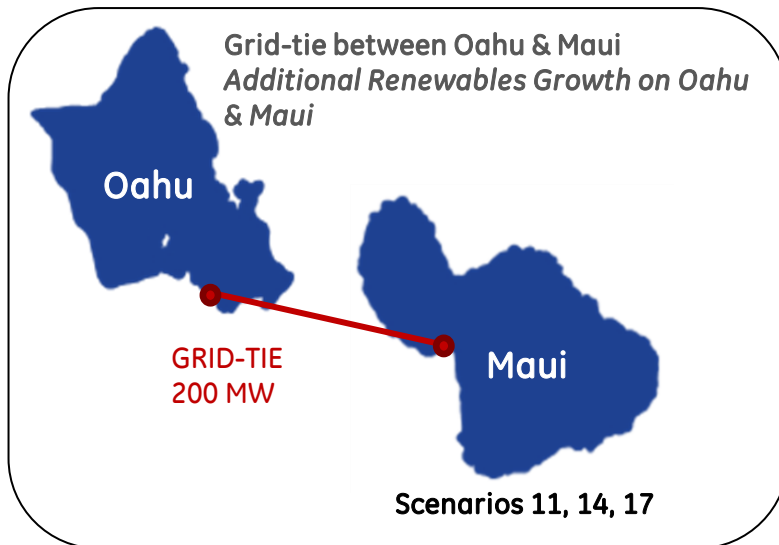 Grid-tie between Oahu & Maui
Additional Renewables Growth on Oahu
& Maui
Oahu
GRID-TIE
200 MW
Maui
Scenarios 11, 14, 17